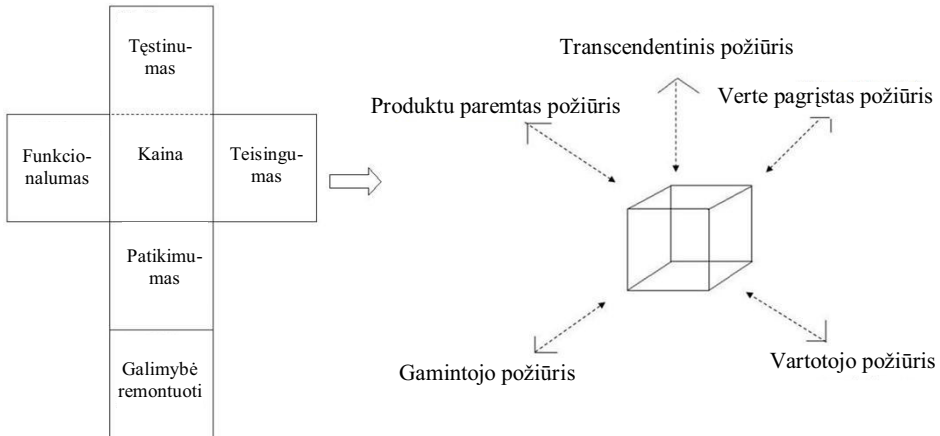 Tęstinu-
mas
Funkcio-
nalumas
Kaina
Teisingu-
mas
Patikimu-
mas
Galimybė
remontuoti
Transcendentinis požiūris
Produktu paremtas požiūris
Verte pagrįstas požiūris
Gamintojo požiūris
Vartotojo požiūris